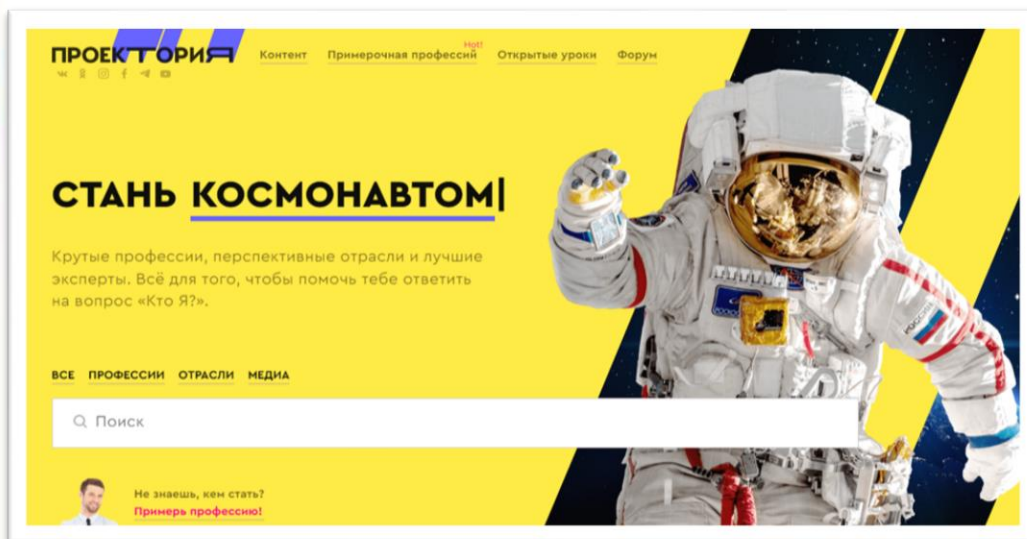 ПРОЕКТОРИЯ
Контент
Примерочная профессий
Hot!
Открытые уроки
Форум
СТАНЬ КОСМОНАВТОМ
Крутые профессии, перспективные отрасли и лучшие
эксперты. Всё для того, чтобы помочь тебе ответить
на вопрос «Кто Я?».
ВСЕ ПРОФЕССИИ ОТРАСЛИ МЕДИА
Поиск
Не знаешь, кем стать?
Примерь профессию!
РОССИЯ